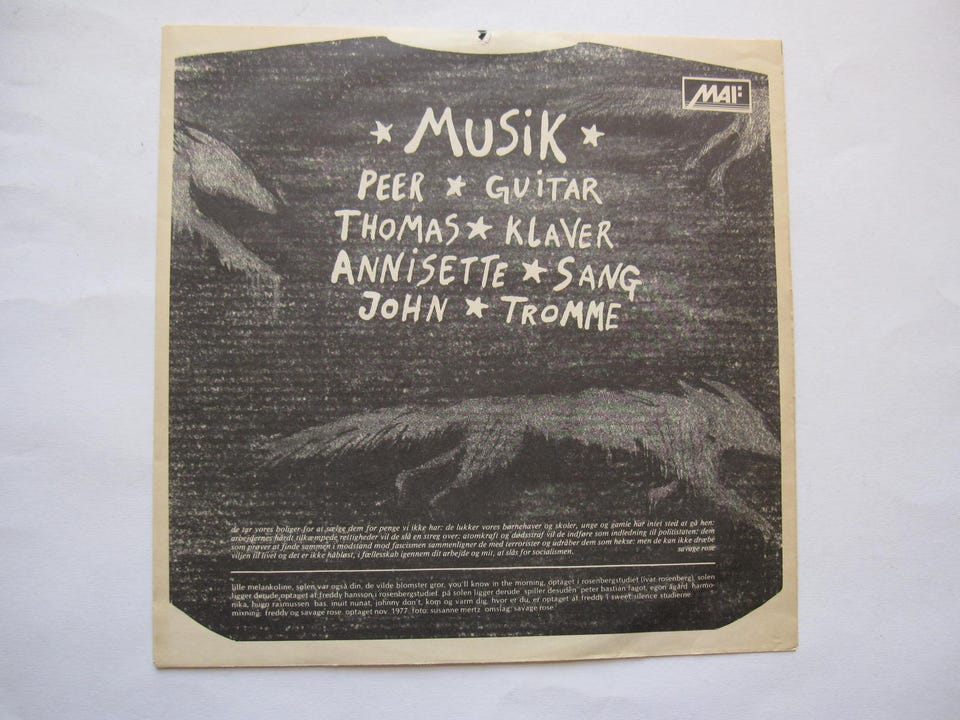 MAI:
★ MUSiK ★
PEER ★ GUiTAR
THOMAS ★ KLAVER
ANNiSETTE ★ SANG
JOHN ★ TROMME
de tar vores boliger for at sælge dem for penge vi ikke har: de lukker vores børnehaver og skoler, unge og gamle har intet sted at gå hen:
arbejdernes hårdt tilkæmpede rettigheder vil de slå en streg over: atomkraft og dødsstraf vil de indføre som indledning til politistaten: dem
som prøver at finde sammen i modstand mod fascismen sammenligner de med terrorister og udråber dem som hekse: men de kan ikke dræbe
viljen til livet og det er ikke håbløst, i fællesskab igennem dit arbejde og mit, at slås for socialismen. savage rose
lille melankoline, solen var også din, de vilde blomster gror, you'll know in the morning, optaget i rosenbergstudiet (ivar rosenberg), solen
ligger derude optaget af freddy hansson i rosenbergstudiet. på solen ligger derude spiller desuden peter bastian fagot, egon ågård harmo-
nika, hugo rasmussen bas. inuit nunat, johnny don't, kom og varm dig, hvor er du, er optaget af freddy i sweet silence studierne.
mixning: freddy og savage rose. optaget nov. 1977. foto: susanne mertz. omslag: savage rose